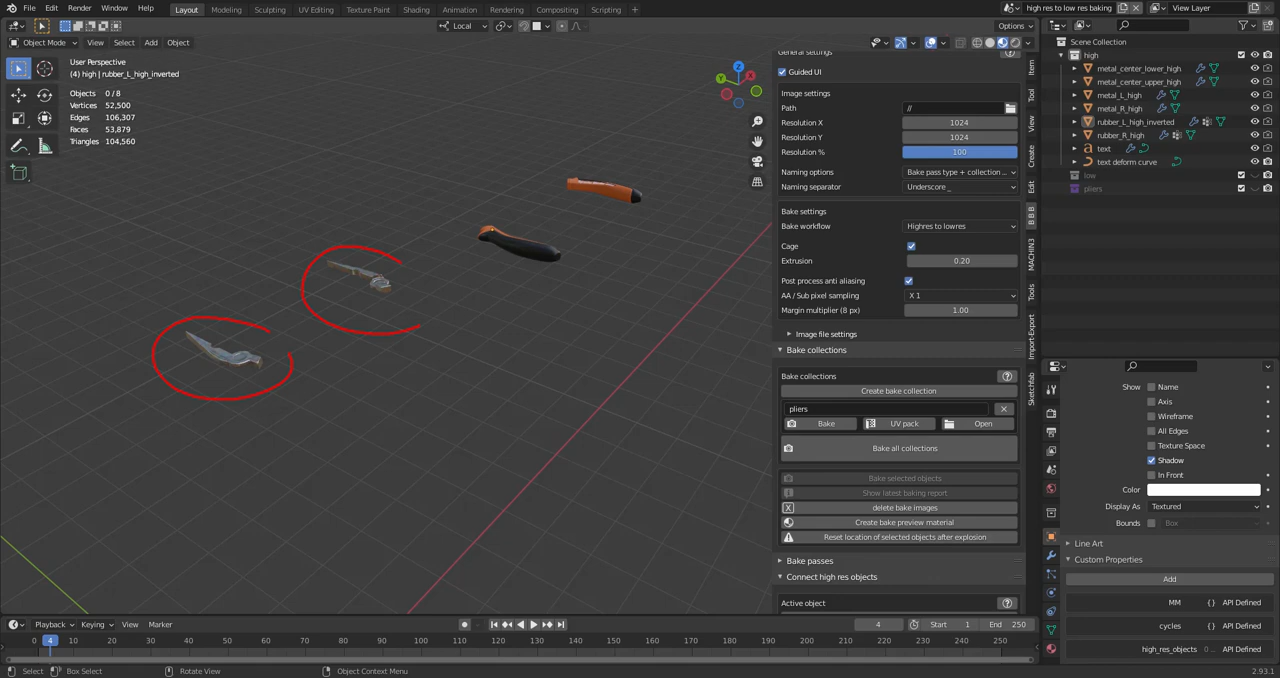 File Edit Render Window Help
Layout Modeling Sculpting UV Editing Texture Paint Shading Animation Rendering Compositing Scripting
high res to low res baking View Layer
Local Options
Object Mode View Select Add Object
User Perspective
(4) high | rubber_L_high_inverted
Objects 0 / 8
Vertices 52,500
Edges 106,307
Faces 53,879
Triangles 104,560
Z
X
Y
General settings
Guided UI
Image settings
Path //
Resolution X 1024
Resolution Y 1024
Resolution % 100
Naming options Bake pass type + collection ...
Naming separator Underscore _
Bake settings
Bake workflow Highres to lowres
Cage
Extrusion 0.20
Post process anti aliasing
AA / Sub pixel sampling X 1
Margin multiplier (8 px) 1.00
Image file settings
Bake collections
Bake collections
Create bake collection
pliers
Bake UV pack Open
Bake all collections
Bake selected objects
Show latest baking report
delete bake images
Create bake preview material
Reset location of selected objects after explosion
Bake passes
Connect high res objects
Active object
Item
Tool
View
Create
Edit
B B B
MACHIN3
Tools
Import-Export
Sketchfab
Scene Collection
high
metal_center_lower_high
metal_center_upper_high
metal_L_high
metal_R_high
rubber_L_high_inverted
rubber_R_high
text
text deform curve
low
pliers
Show Name
Axis
Wireframe
All Edges
Texture Space
Shadow
In Front
Color
Display As Textured
Bounds Box
Line Art
Custom Properties
Add
MM {} API Defined
cycles {} API Defined
high_res_objects 0 ... API Defined
Playback Keying View Marker 4 Start 1 End 250
0 4 10 20 30 40 50 60 70 80 90 100 110 120 130 140 150 160 170 180 190 200 210 220 230 240 250
Select Box Select Rotate View Object Context Menu 2.93.1